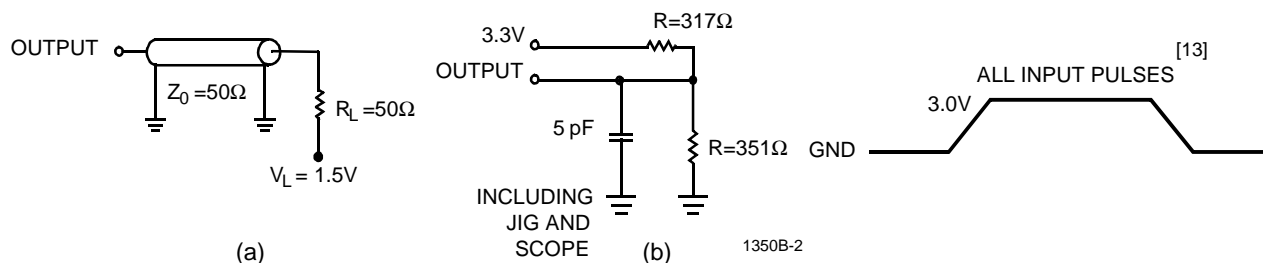 OUTPUT
Z0 =50Ω
RL =50Ω
VL = 1.5V
(a)
R=317Ω
3.3V
OUTPUT
5 pF
R=351Ω
INCLUDING
JIG AND
SCOPE
(b)
1350B-2
[13]
ALL INPUT PULSES
3.0V
GND